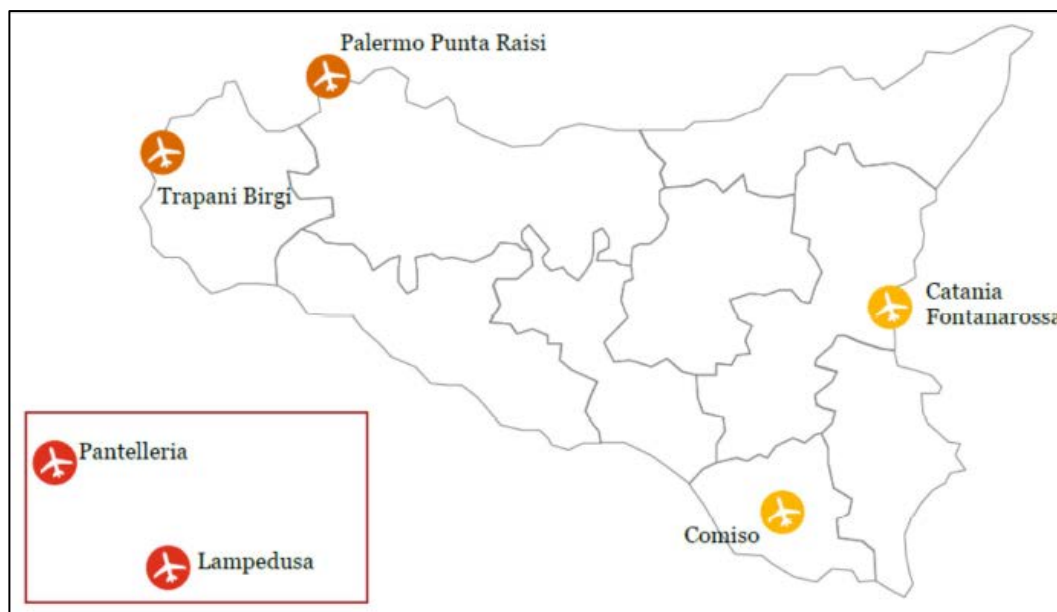 Palermo Punta Raisi
Trapani Birgi
Catania
Fontanarossa
Pantelleria
Comiso
Lampedusa